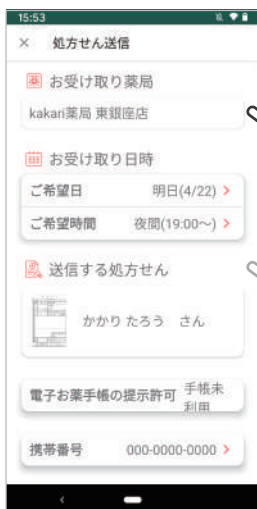 15:53
× 処方せん送信
お受け取り薬局
kakari薬局 東銀座店
お受け取り日時
ご希望日 明日(4/22) >
ご希望時間 夜間(19:00〜) >
送信する処方せん
かかり たろう さん
電子お薬手帳の提示許可 手帳未
利用
携帯番号 000-0000-0000 >